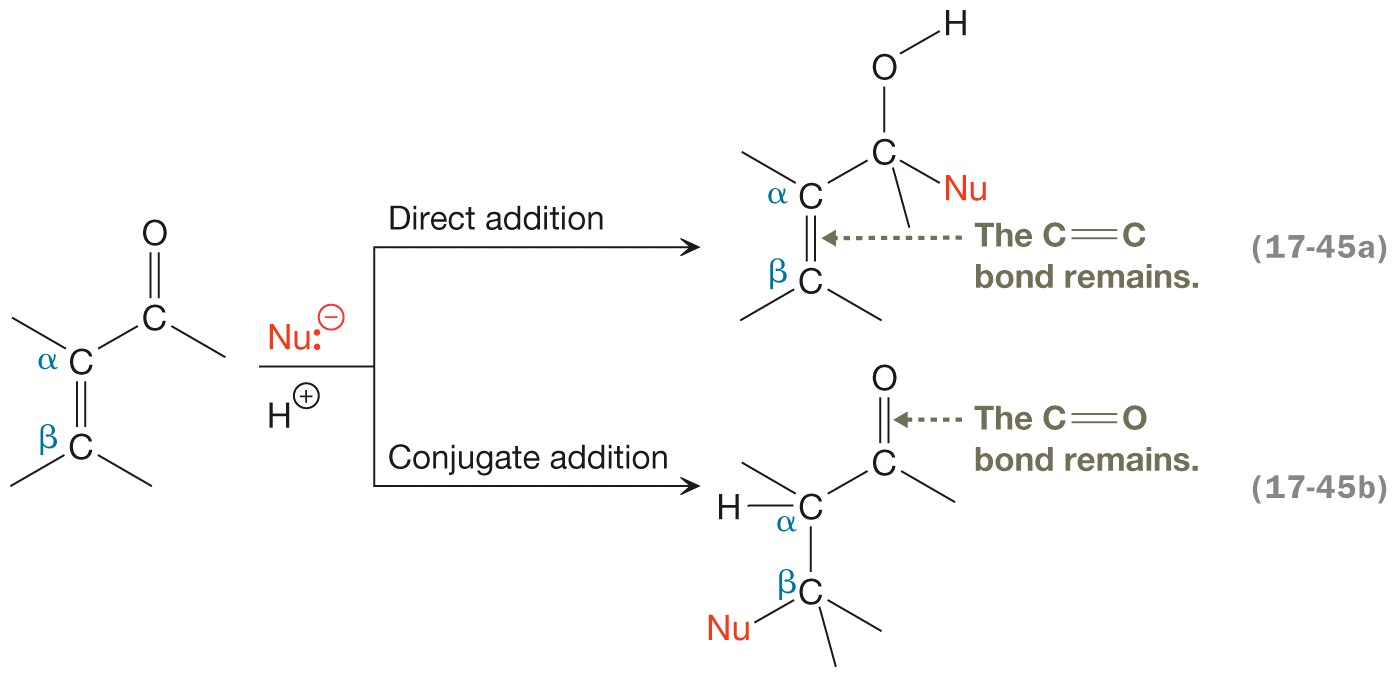 O
C
α C
β C
Nu:⊖
H⊕
Direct addition
H
O
C
Nu
α C
β C
The C═C
bond remains.
(17-45a)
Conjugate addition
O
C
H C
α
β C
Nu
The C═O
bond remains.
(17-45b)